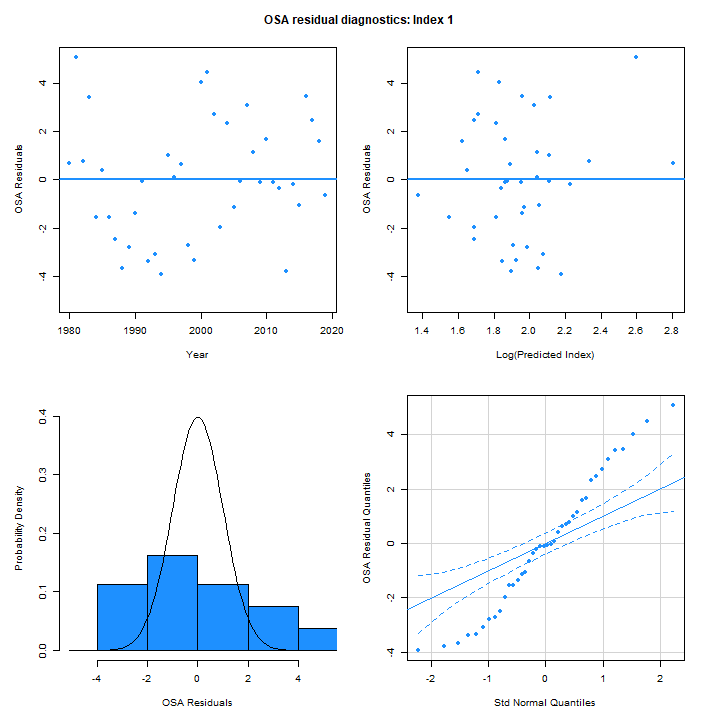 OSA residual diagnostics: Index 1
OSA Residuals
4
2
0
-2
-4
1980 1990 2000 2010 2020
Year
OSA Residuals
4
2
0
-2
-4
1.4 1.6 1.8 2.0 2.2 2.4 2.6 2.8
Log(Predicted Index)
Probability Density
0.4
0.3
0.2
0.1
0.0
-4 -2 0 2 4
OSA Residuals
OSA Residual Quantiles
4
2
0
-2
-4
-2 -1 0 1 2
Std Normal Quantiles